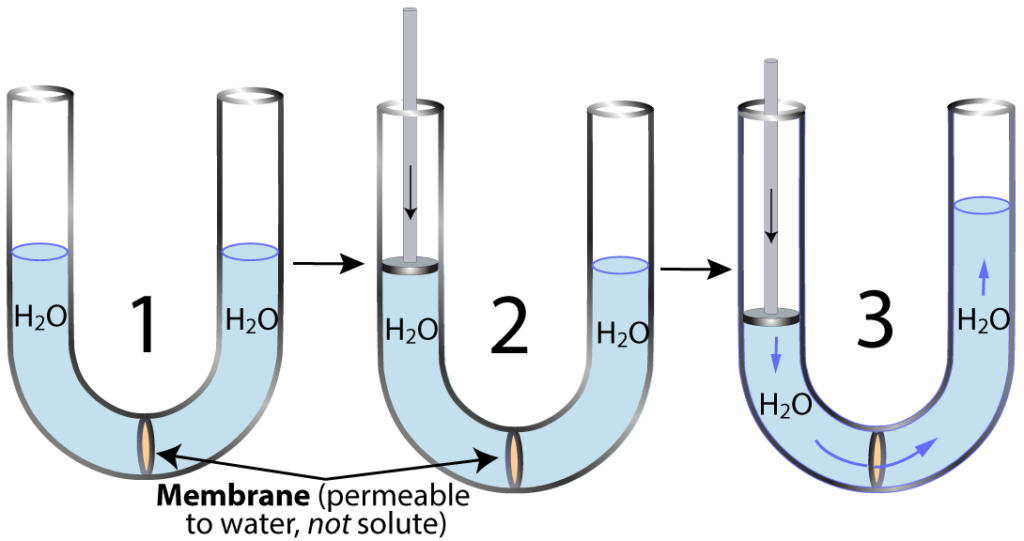 H₂O
1
H₂O
H₂O
2
H₂O
H₂O
3
H₂O
Membrane (permeable
to water, not solute)